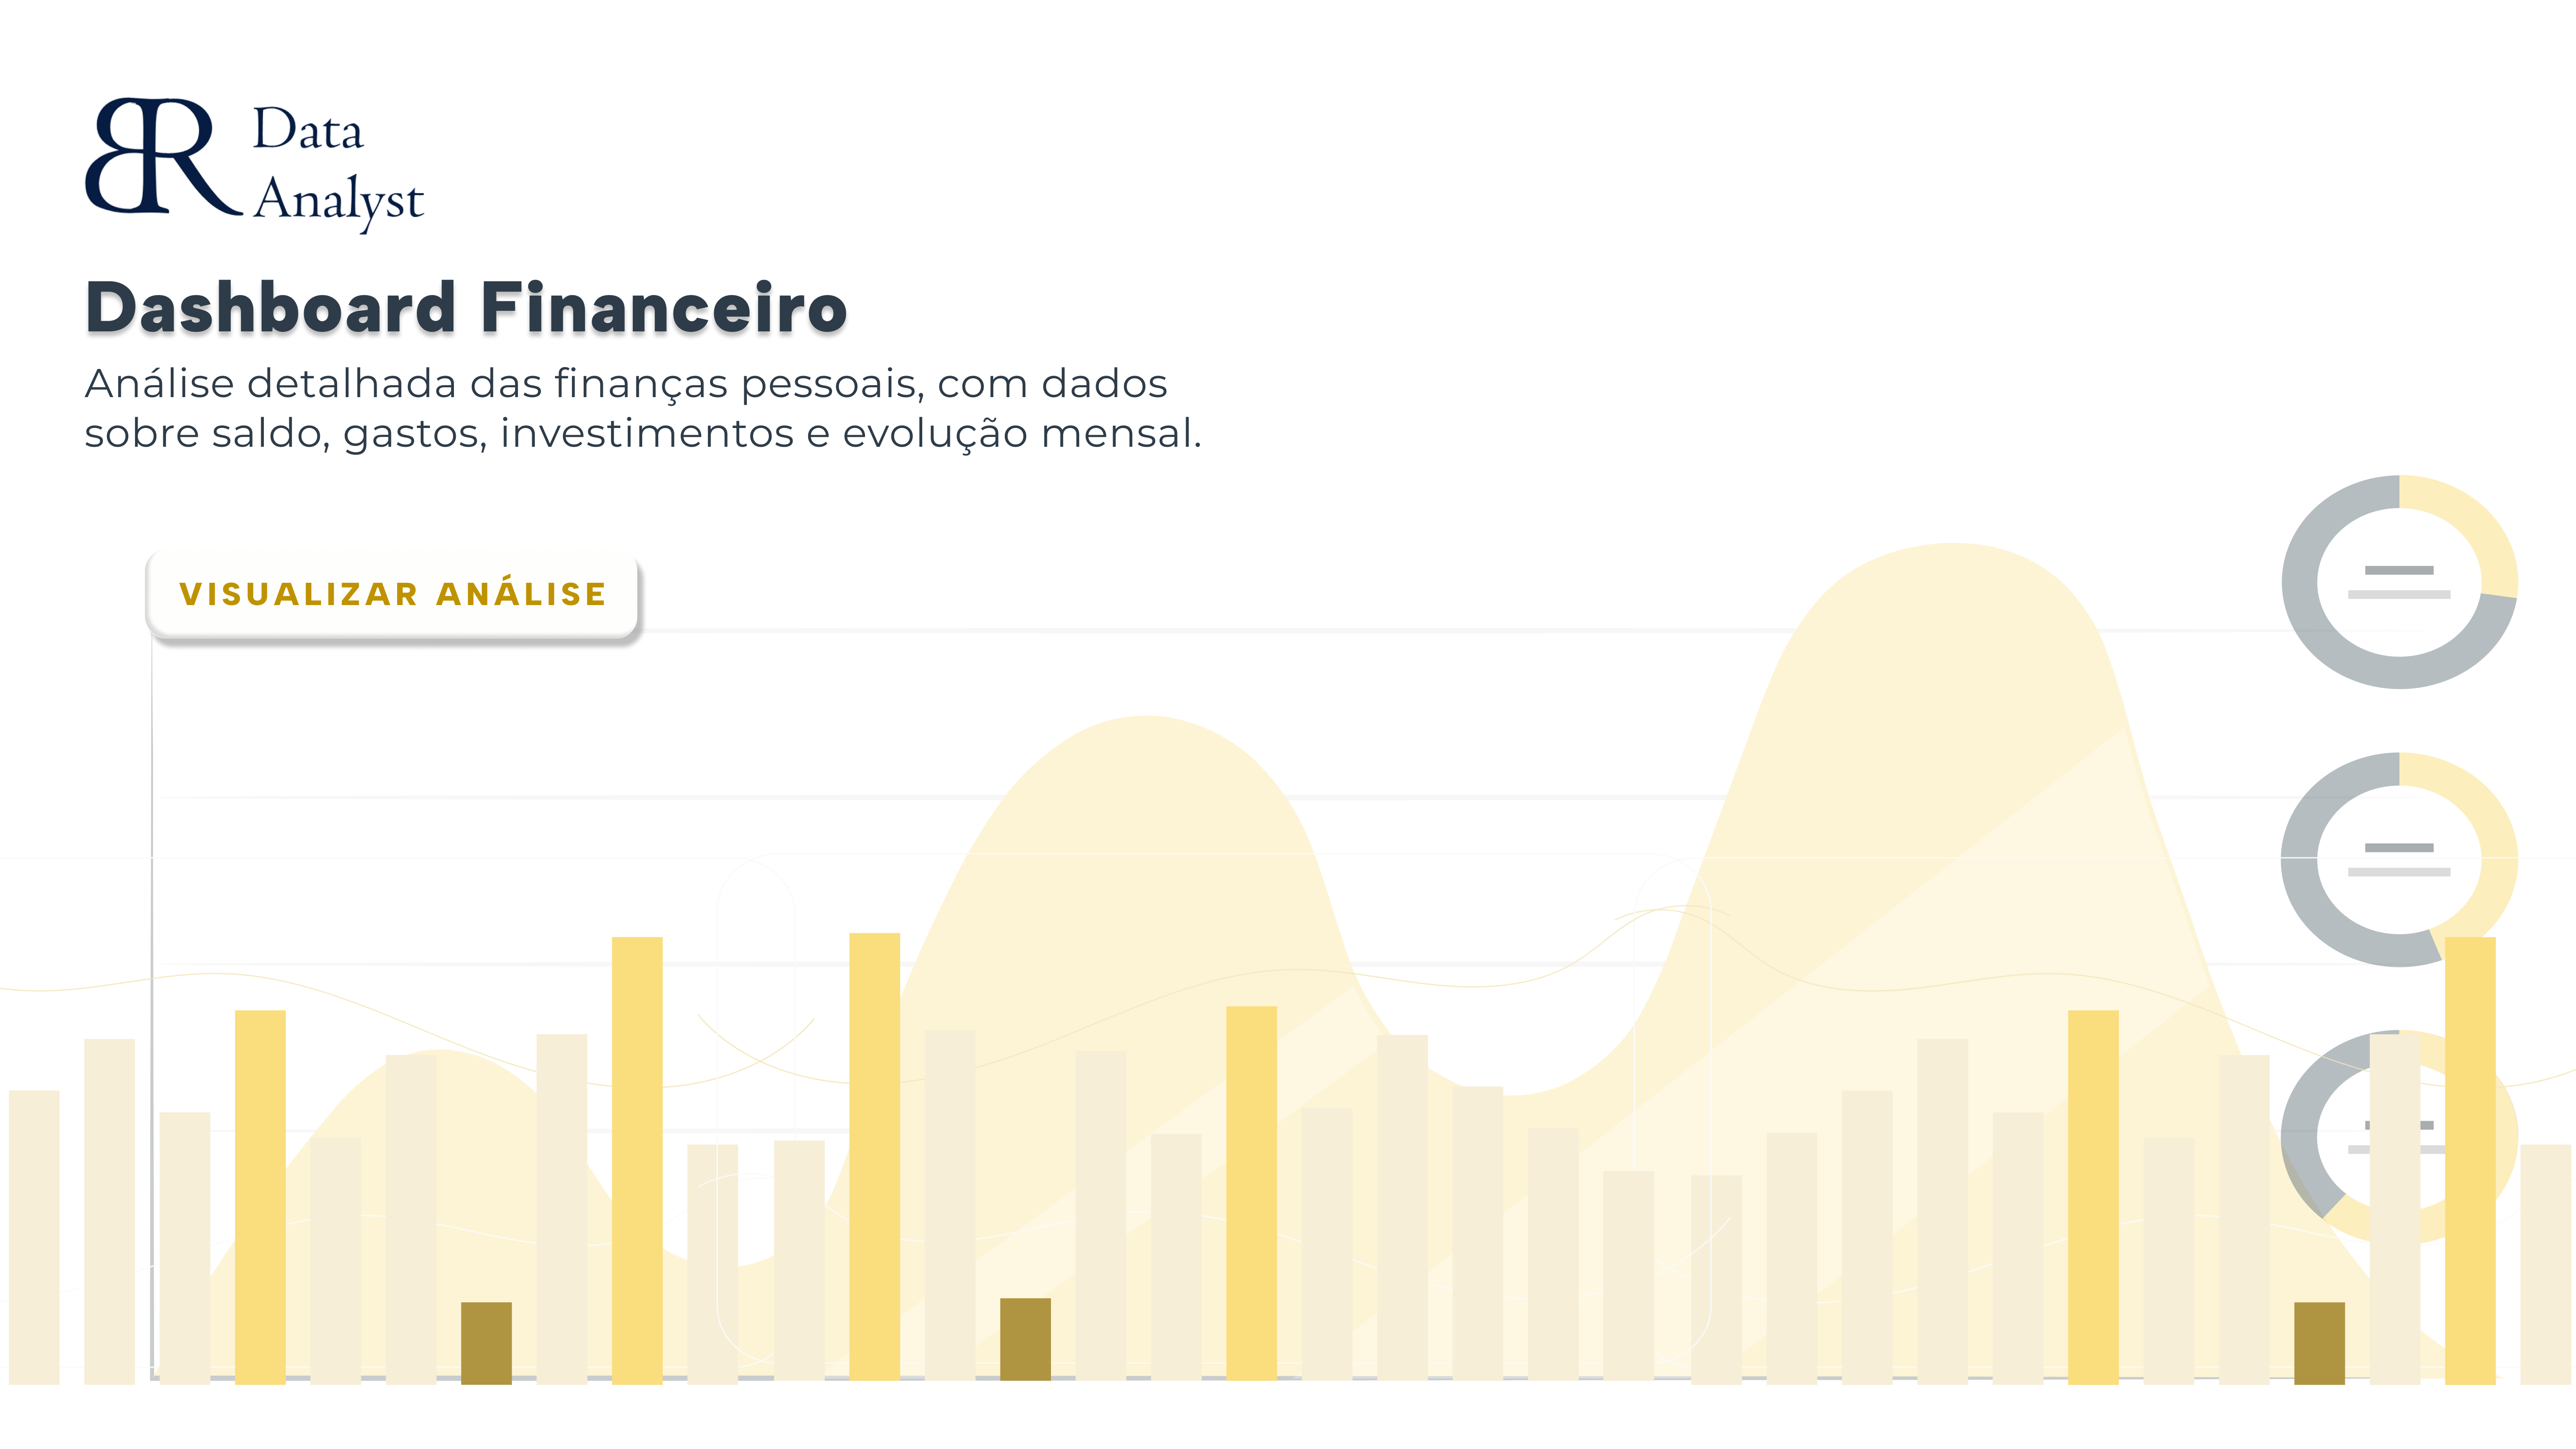 BR
Data
Analyst
Dashboard Financeiro
Análise detalhada das finanças pessoais, com dados
sobre saldo, gastos, investimentos e evolução mensal.
VISUALIZAR ANÁLISE